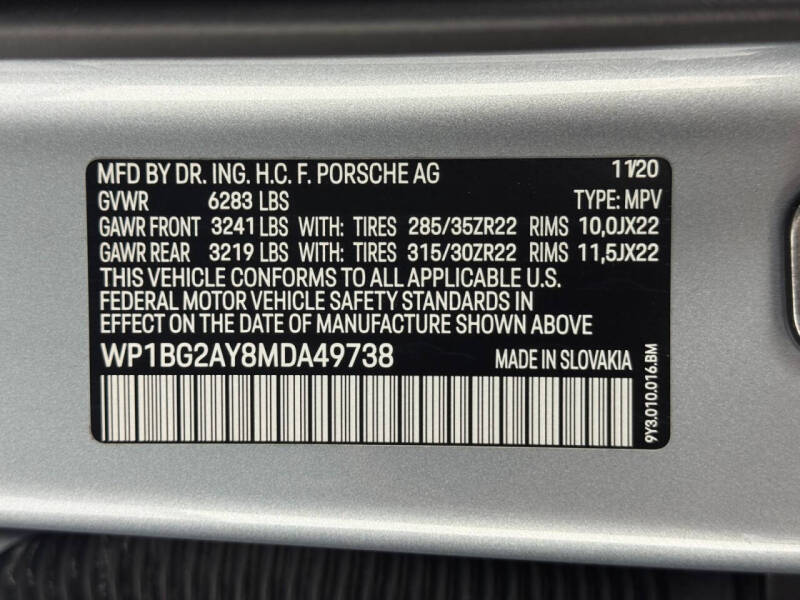 MFD BY DR. ING. H.C. F. PORSCHE AG 11/20
GVWR 6283 LBS TYPE: MPV
GAWR FRONT 3241 LBS WITH: TIRES 285/35ZR22 RIMS 10,0JX22
GAWR REAR 3219 LBS WITH: TIRES 315/30ZR22 RIMS 11,5JX22
THIS VEHICLE CONFORMS TO ALL APPLICABLE U.S.
FEDERAL MOTOR VEHICLE SAFETY STANDARDS IN
EFFECT ON THE DATE OF MANUFACTURE SHOWN ABOVE
WP1BG2AY8MDA49738 MADE IN SLOVAKIA
9Y3.010.016.BM